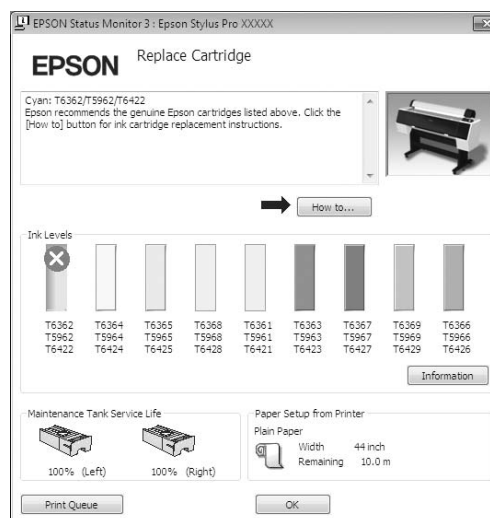 EPSON Status Monitor 3 : Epson Stylus Pro XXXXX
EPSON
Replace Cartridge
Cyan: T6362/T5962/T6422
Epson recommends the genuine Epson cartridges listed above. Click the
[How to] button for ink cartridge replacement instructions.
How to...
Ink Levels
T6362 T6364 T6365 T6368 T6361 T6363 T6367 T6369 T6366
T5962 T5964 T5965 T5968 T5961 T5963 T5967 T5969 T5966
T6422 T6424 T6425 T6428 T6421 T6423 T6427 T6429 T6426
Information
Maintenance Tank Service Life
100% (Left) 100% (Right)
Paper Setup from Printer
Plain Paper
Width 44 inch
Remaining 10.0 m
Print Queue
OK